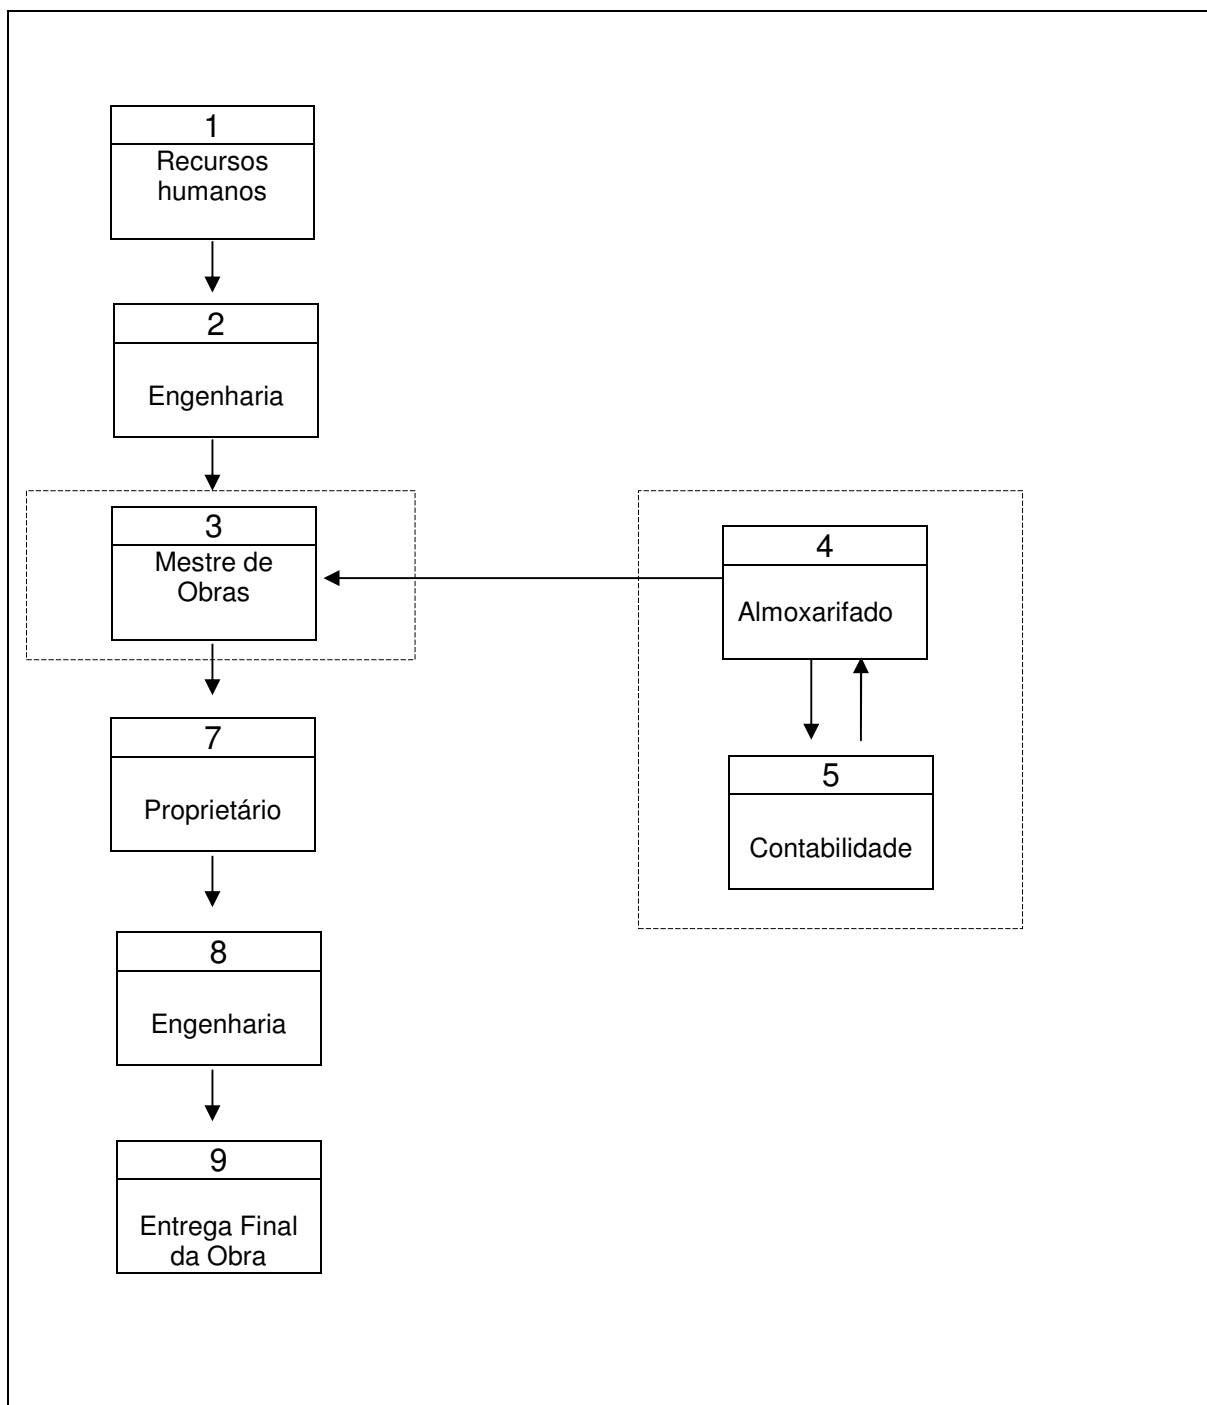 1
Recursos
humanos
2
Engenharia
3
Mestre de
Obras
4
Almoxarifado
7
Proprietário
5
Contabilidade
8
Engenharia
9
Entrega Final
da Obra